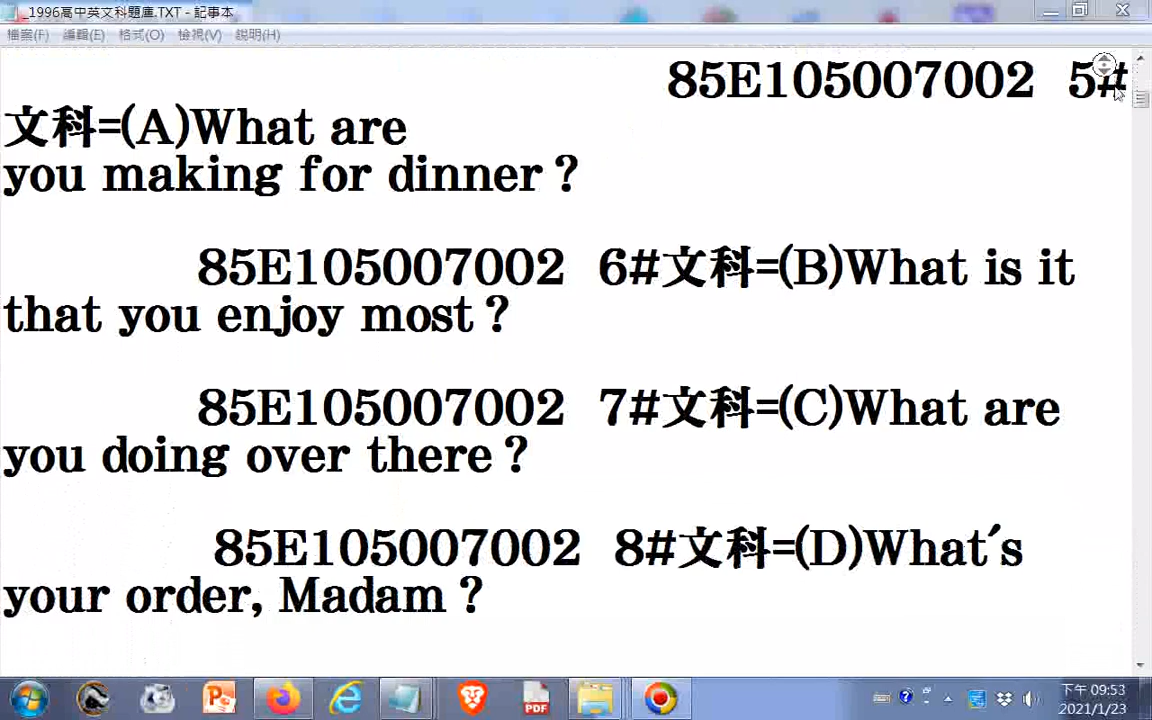 _1996高中英文科題庫.TXT - 記事本
檔案(F) 編輯(E) 格式(O) 檢視(V) 說明(H)
85E105007002 5#
文科=(A)What are
you making for dinner？
85E105007002 6#文科=(B)What is it
that you enjoy most？
85E105007002 7#文科=(C)What are
you doing over there？
85E105007002 8#文科=(D)What's
your order, Madam？
PDF
下午 09:53
2021/1/23